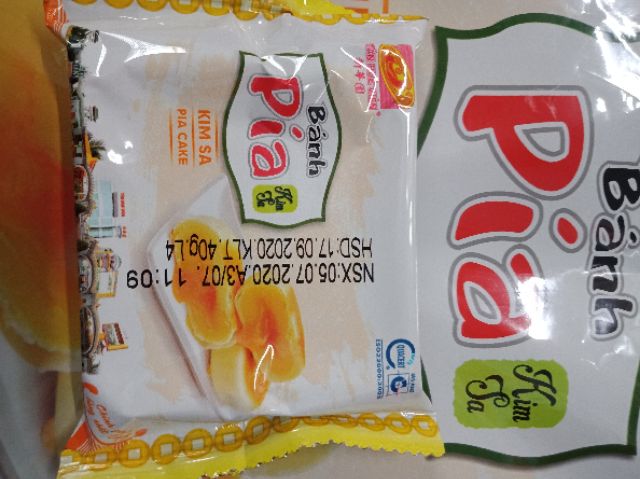 Bánh
Pía
Kim
Sa
KIM SA
PIA CAKE
NSX:05.07.2020.A3/07. 11:09
HSD:17.09.2020.KLT.40g L4
QUACERT
Bánh
Pía
Kim
Sa